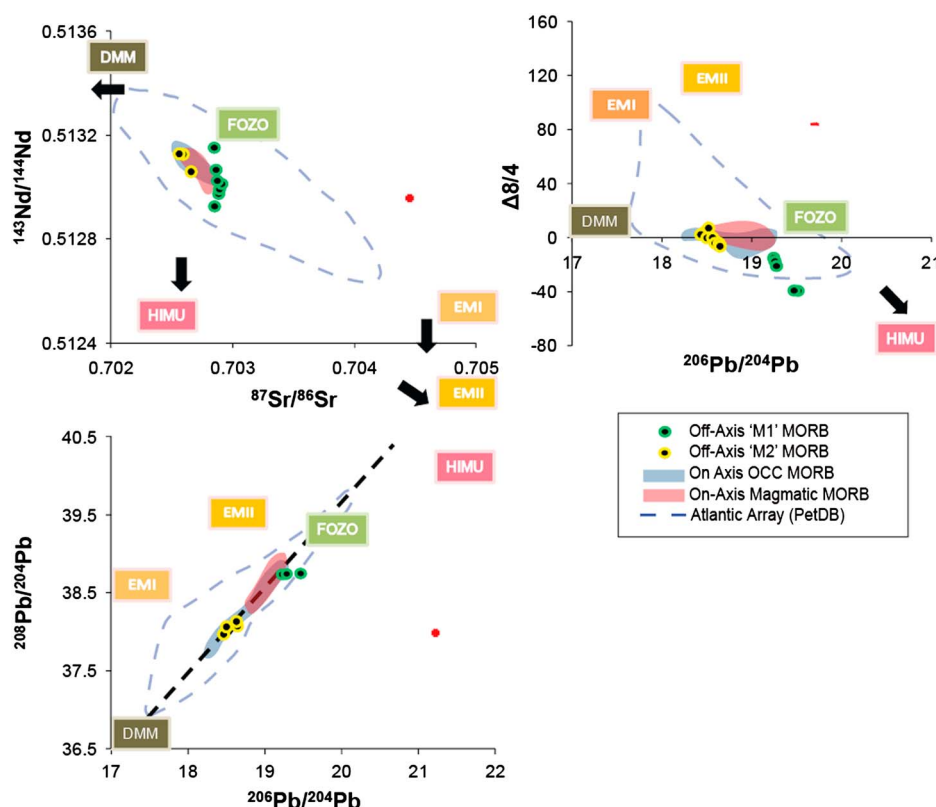 0.5136
DMM
FOZO
0.5132
143Nd/144Nd
0.5128
HIMU
EMI
0.5124
0.702
0.703
0.704
0.705
87Sr/86Sr
EMII
160
EMII
120
EMI
80
Δ8/4
40
DMM
FOZO
0
17
18
19
20
21
-40
HIMU
-80
206Pb/204Pb
Off-Axis 'M1' MORB
Off-Axis 'M2' MORB
On Axis OCC MORB
On-Axis Magmatic MORB
Atlantic Array (PetDB)
40.5
HIMU
EMII
39.5
FOZO
208Pb/204Pb
EMI
38.5
37.5
DMM
36.5
17 18 19 20 21 22
206Pb/204Pb